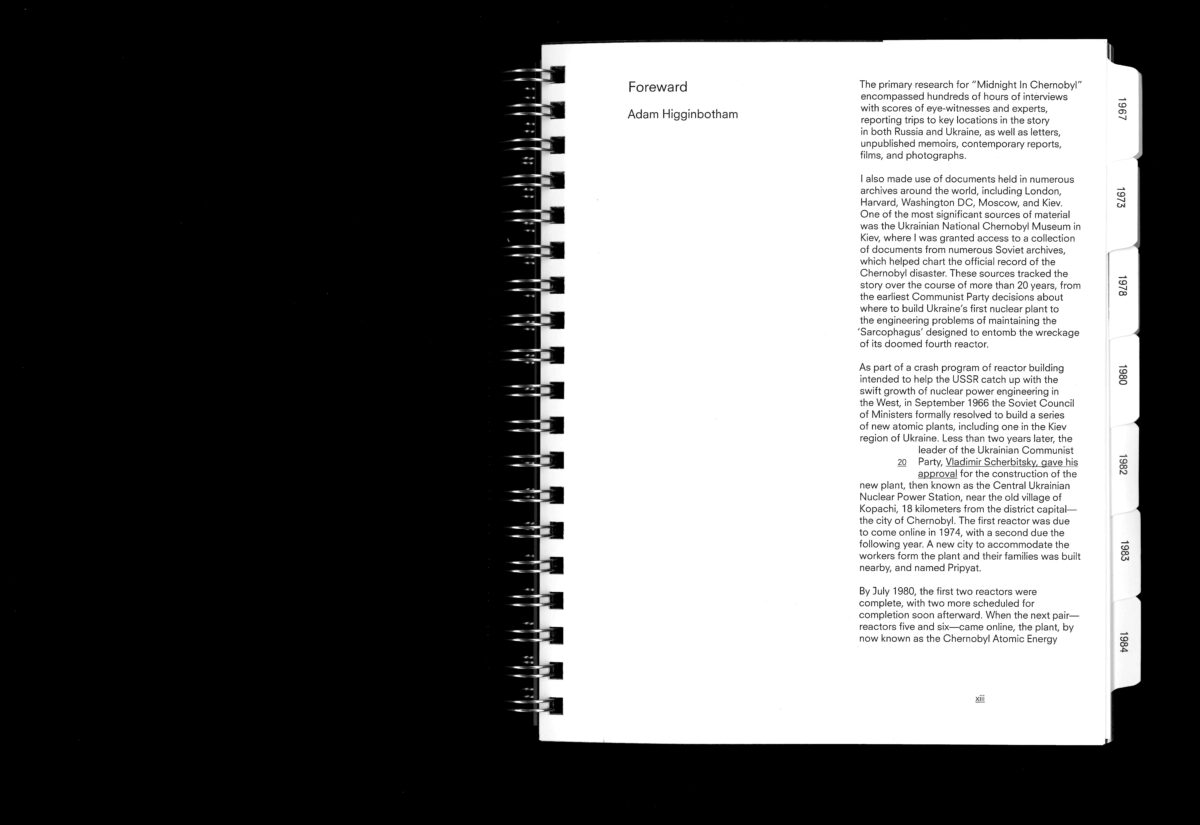 Foreward
Adam Higginbotham
The primary research for “Midnight In Chernobyl”
encompassed hundreds of hours of interviews
with scores of eye-witnesses and experts,
reporting trips to key locations in the story
in both Russia and Ukraine, as well as letters,
unpublished memoirs, contemporary reports,
films, and photographs.
I also made use of documents held in numerous
archives around the world, including London,
Harvard, Washington DC, Moscow, and Kiev.
One of the most significant sources of material
was the Ukrainian National Chernobyl Museum in
Kiev, where I was granted access to a collection
of documents from numerous Soviet archives,
which helped chart the official record of the
Chernobyl disaster. These sources tracked the
story over the course of more than 20 years, from
the earliest Communist Party decisions about
where to build Ukraine’s first nuclear plant to
the engineering problems of maintaining the
‘Sarcophagus’ designed to entomb the wreckage
of its doomed fourth reactor.
As part of a crash program of reactor building
intended to help the USSR catch up with the
swift growth of nuclear power engineering in
the West, in September 1966 the Soviet Council
of Ministers formally resolved to build a series
of new atomic plants, including one in the Kiev
region of Ukraine. Less than two years later, the
leader of the Ukrainian Communist
20 Party, Vladimir Scherbitsky, gave his
approval for the construction of the
new plant, then known as the Central Ukrainian
Nuclear Power Station, near the old village of
Kopachi, 18 kilometers from the district capital—
the city of Chernobyl. The first reactor was due
to come online in 1974, with a second due the
following year. A new city to accommodate the
workers form the plant and their families was built
nearby, and named Pripyat.
By July 1980, the first two reactors were
complete, with two more scheduled for
completion soon afterward. When the next pair—
reactors five and six—came online, the plant, by
now known as the Chernobyl Atomic Energy
xiii
1967
1973
1978
1980
1982
1983
1984